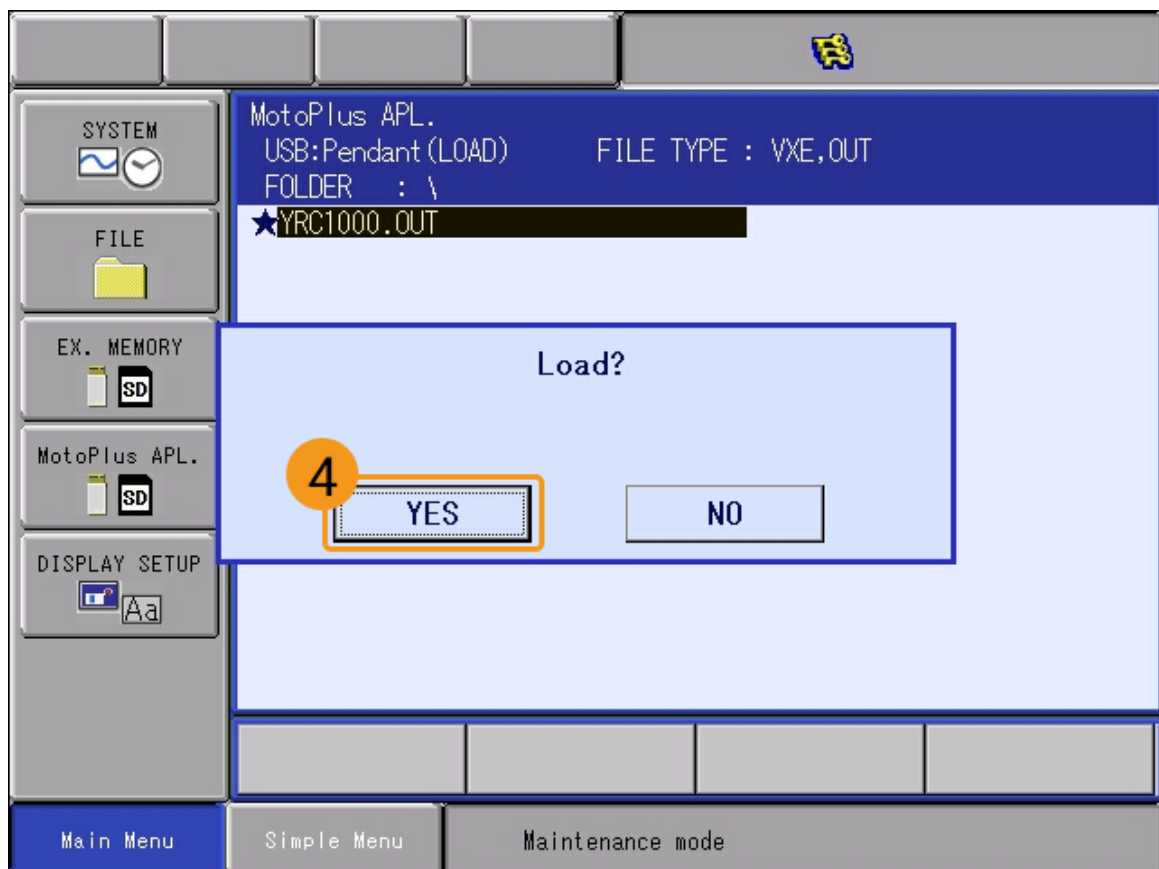 SYSTEM
FILE
EX. MEMORY
SD
MotoPlus APL.
SD
DISPLAY SETUP
Aa
MotoPlus APL.
USB:Pendant(LOAD) FILE TYPE : VXE,OUT
FOLDER : \
★YRC1000.OUT
Load?
4
YES NO
Main Menu Simple Menu Maintenance mode